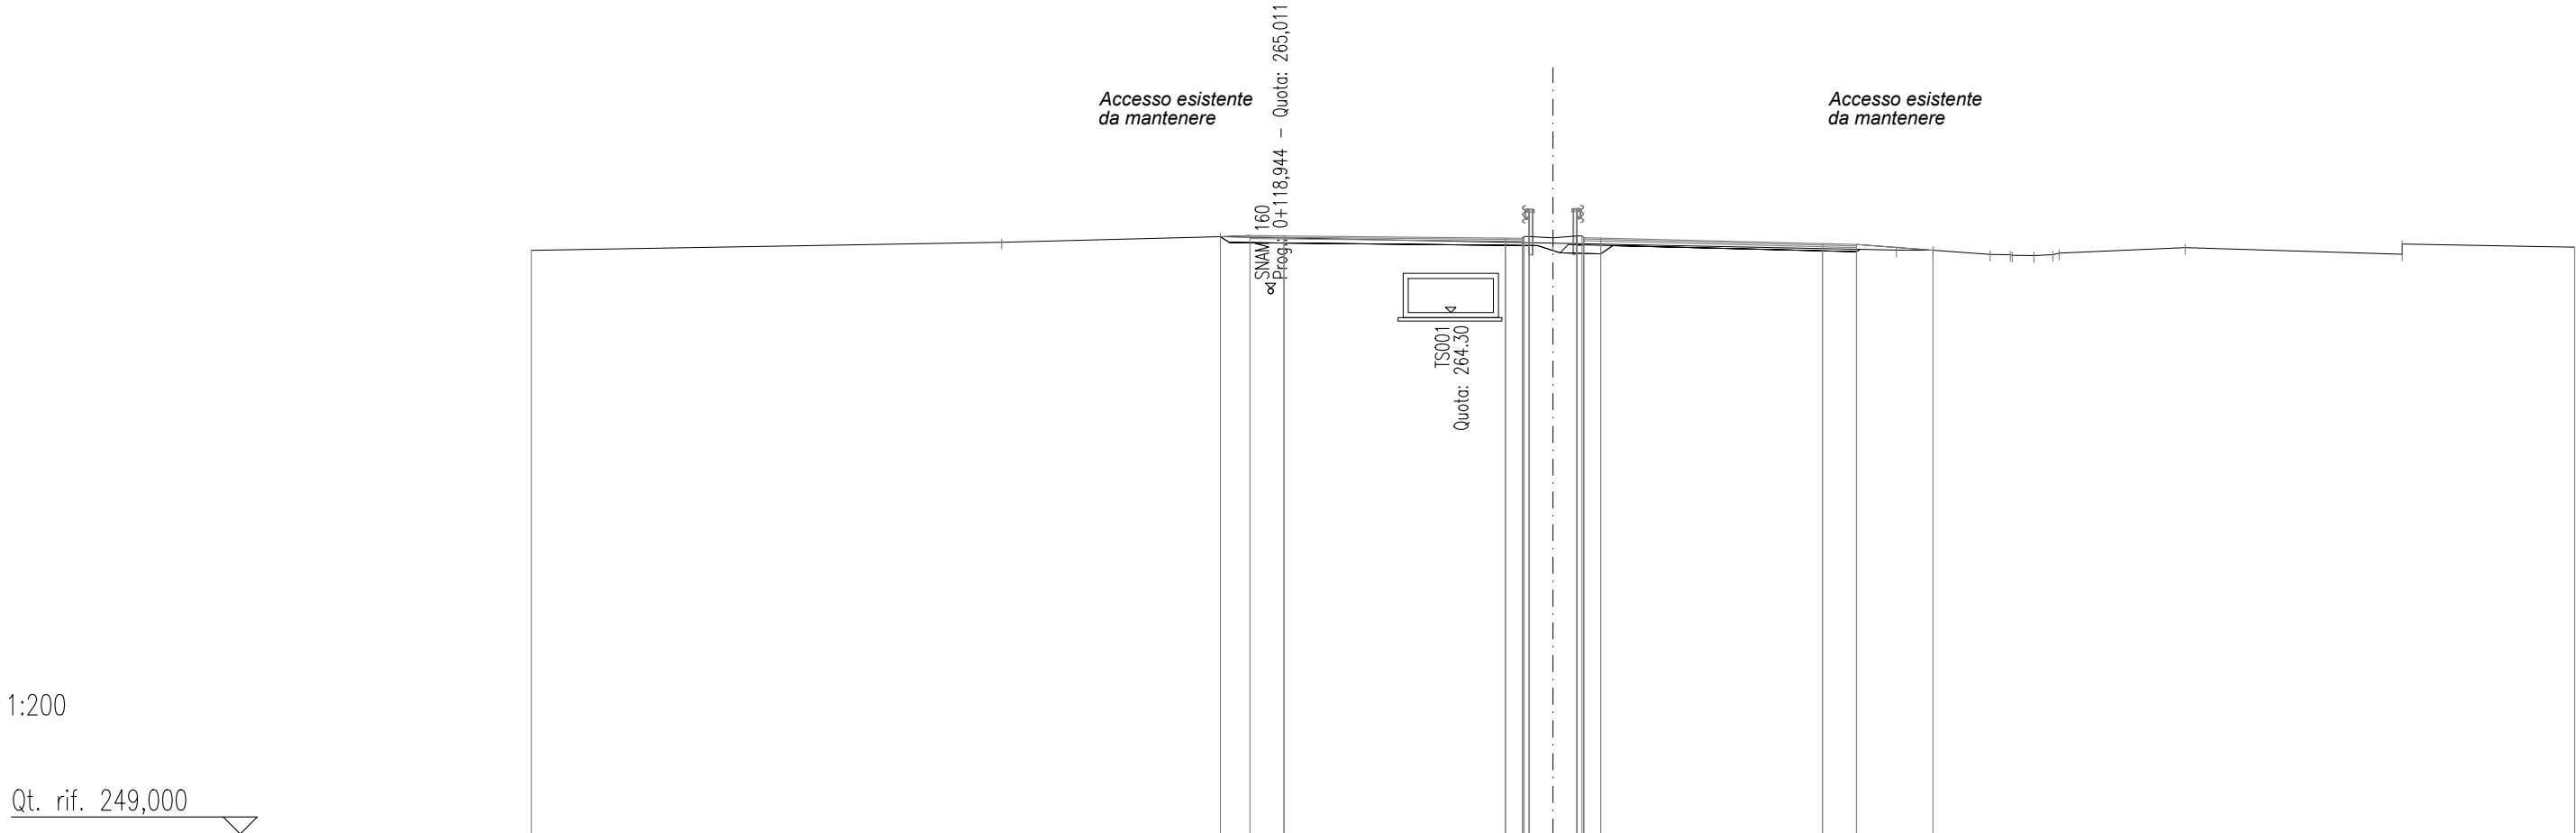 Accesso esistente
da mantenere
SNAM 160
Prog.: 0+118,944 - Quota: 265,011
Accesso esistente
da mantenere
TS001
Quota: 264.30
1:200
Qt. rif. 249,000